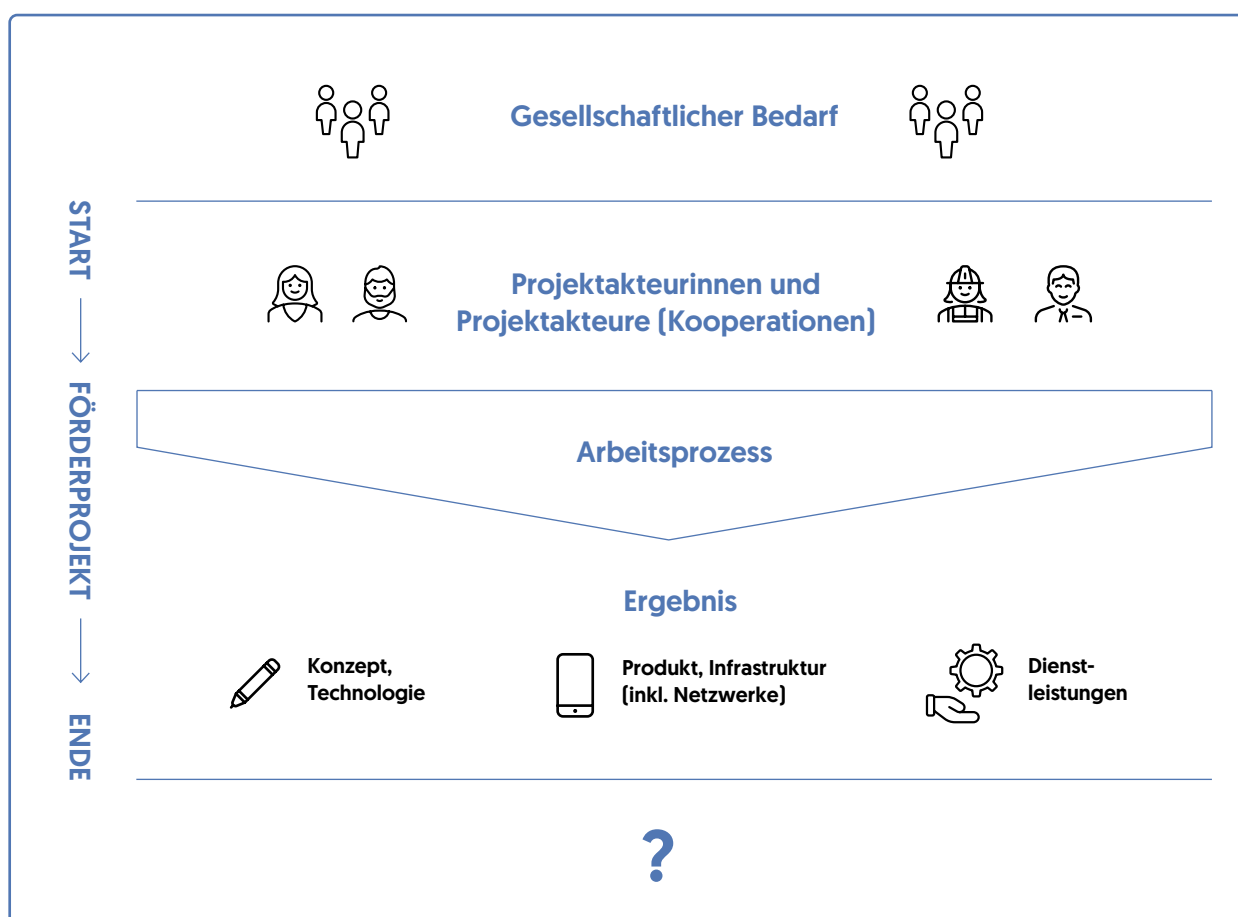 Gesellschaftlicher Bedarf
START
Projektakteurinnen und
Projektakteure (Kooperationen)
FÖRDERPROJEKT
Arbeitsprozess
Ergebnis
Konzept,
Technologie
Produkt, Infrastruktur
(inkl. Netzwerke)
Dienst-
leistungen
ENDE
?